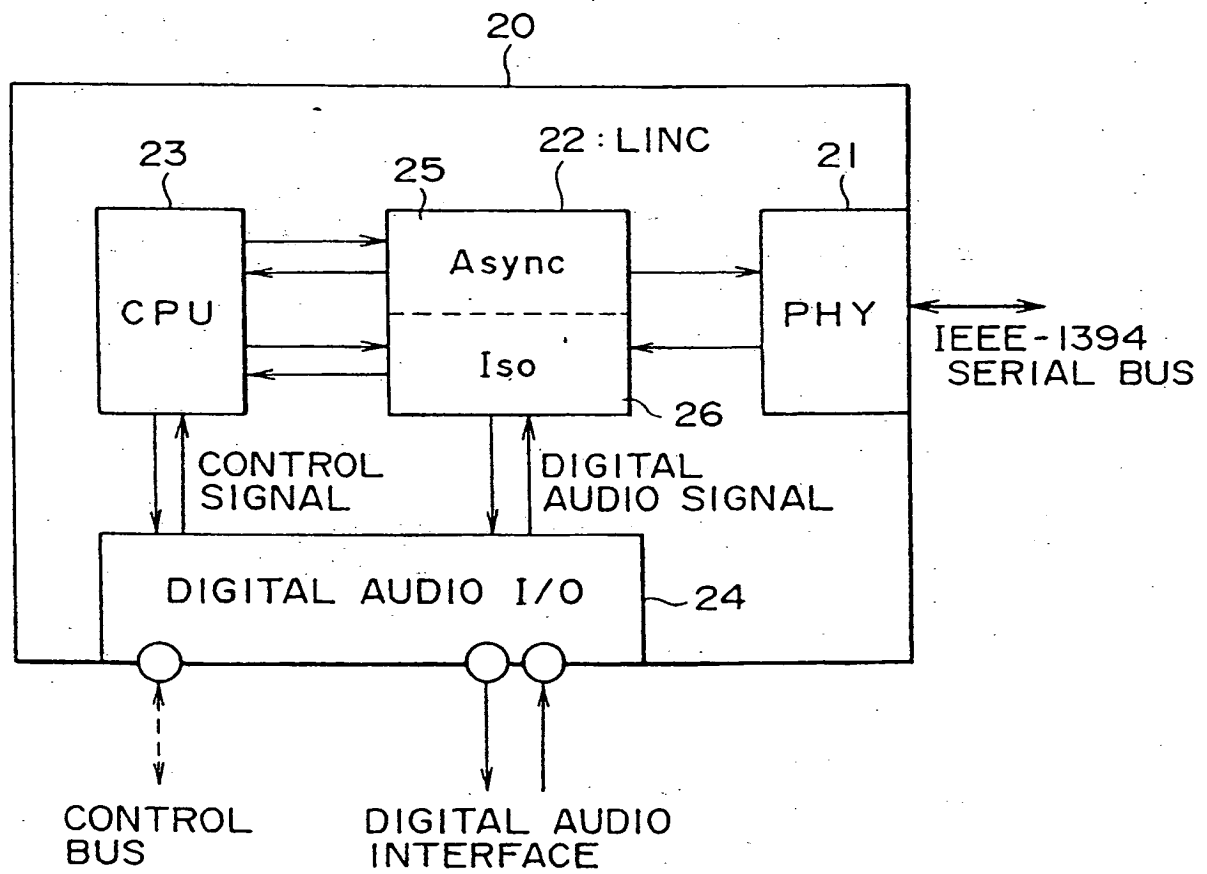 20
22 : LINC
23
25
21
Async
CPU
PHY
Iso
IEEE-1394
SERIAL BUS
26
CONTROL
SIGNAL
DIGITAL
AUDIO SIGNAL
DIGITAL AUDIO I/O
24
CONTROL
BUS
DIGITAL AUDIO
INTERFACE